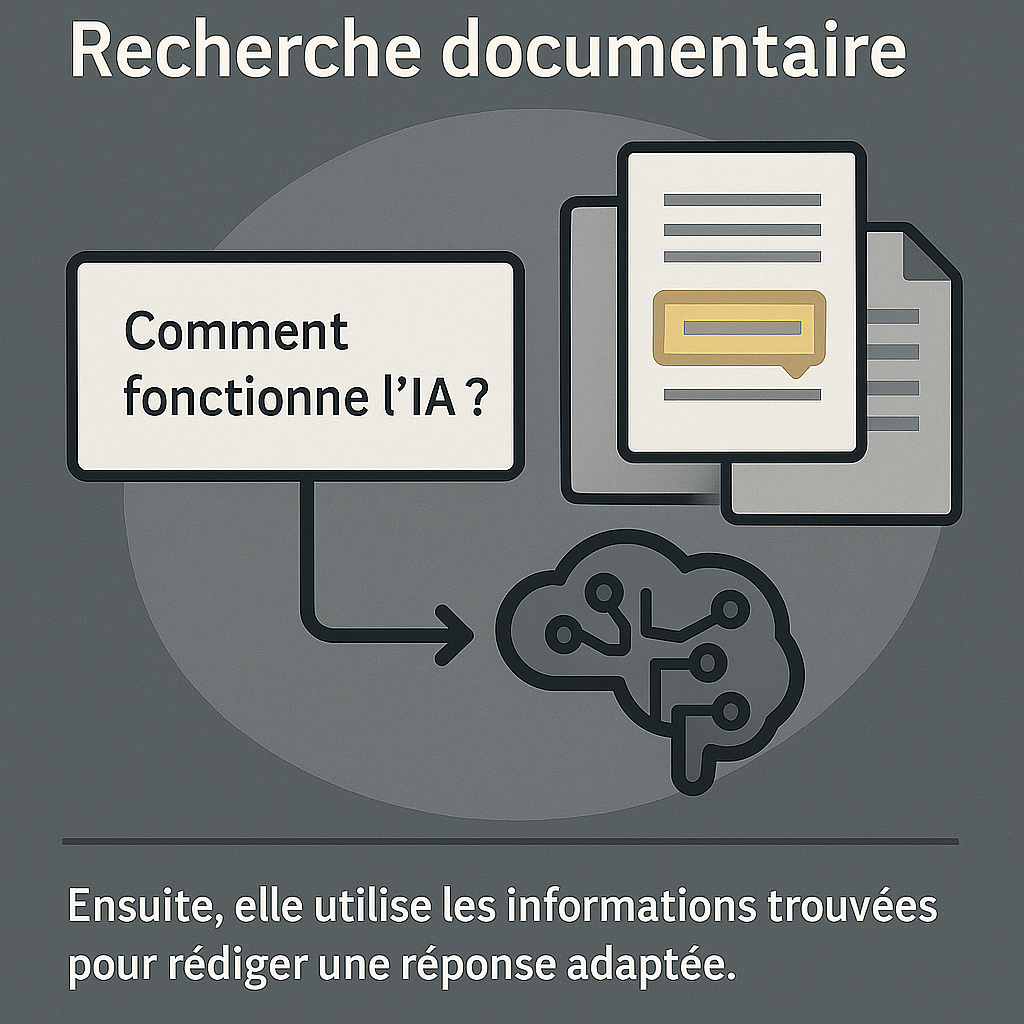 Recherche documentaire
Comment
fonctionne l’IA ?
Ensuite, elle utilise les informations trouvées
pour rédiger une réponse adaptée.